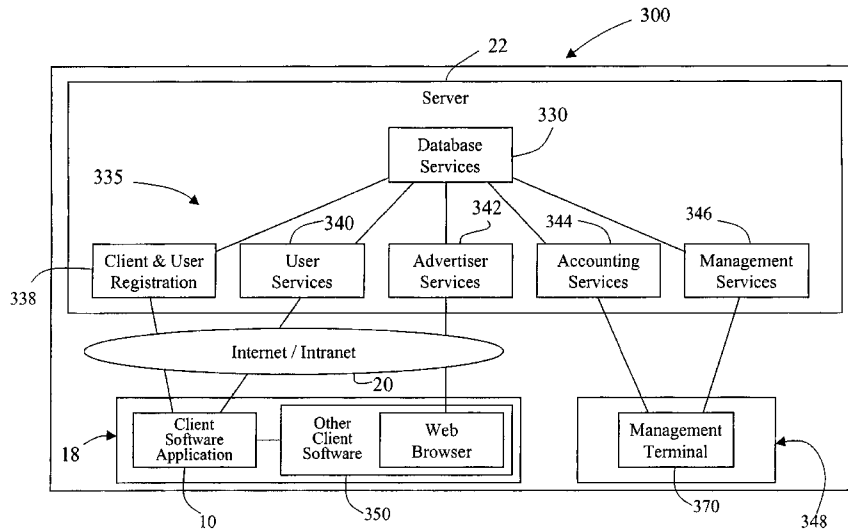 300
22
Server
330
Database
Services
335
340
342
344
346
Client & User
Registration
User
Services
Advertiser
Services
Accounting
Services
Management
Services
338
Internet / Intranet
20
18
Client
Software
Application
Other
Client
Software
Web
Browser
Management
Terminal
10
350
370
348